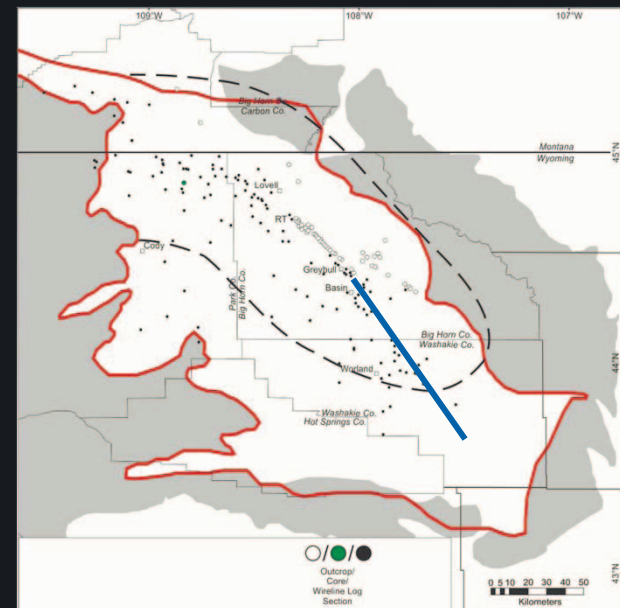 109°W
108°W
107°W
Big Horn Co.
Carbon Co.
45°N
Montana
Wyoming
Lovell
RT
Cody
Greybull
Basin
Park Co.
Big Horn Co.
Big Horn Co.
Washakie Co.
44°N
Worland
Washakie Co.
Hot Springs Co.
Outcrop/
Core/
Wireline Log
Section
0 5 10 20 30 40 50
Kilometers
43°N